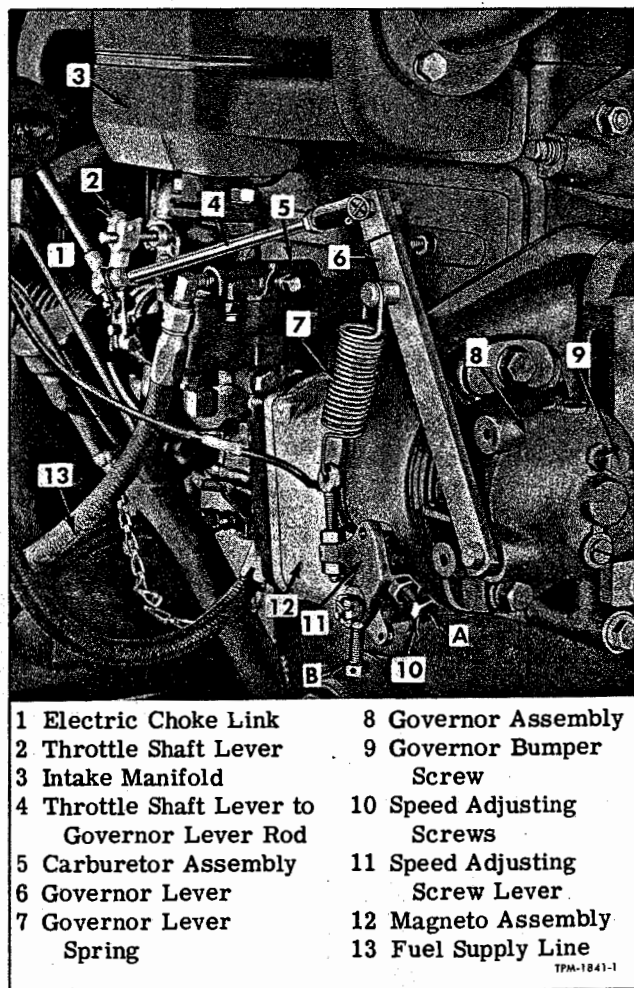 3
2
4
5
1
6
7
8
9
13
12
11
A
B
10
1 Electric Choke Link
2 Throttle Shaft Lever
3 Intake Manifold
4 Throttle Shaft Lever to
Governor Lever Rod
5 Carburetor Assembly
6 Governor Lever
7 Governor Lever
Spring
8 Governor Assembly
9 Governor Bumper
Screw
10 Speed Adjusting
Screws
11 Speed Adjusting
Screw Lever
12 Magneto Assembly
13 Fuel Supply Line
TPM-1841-1